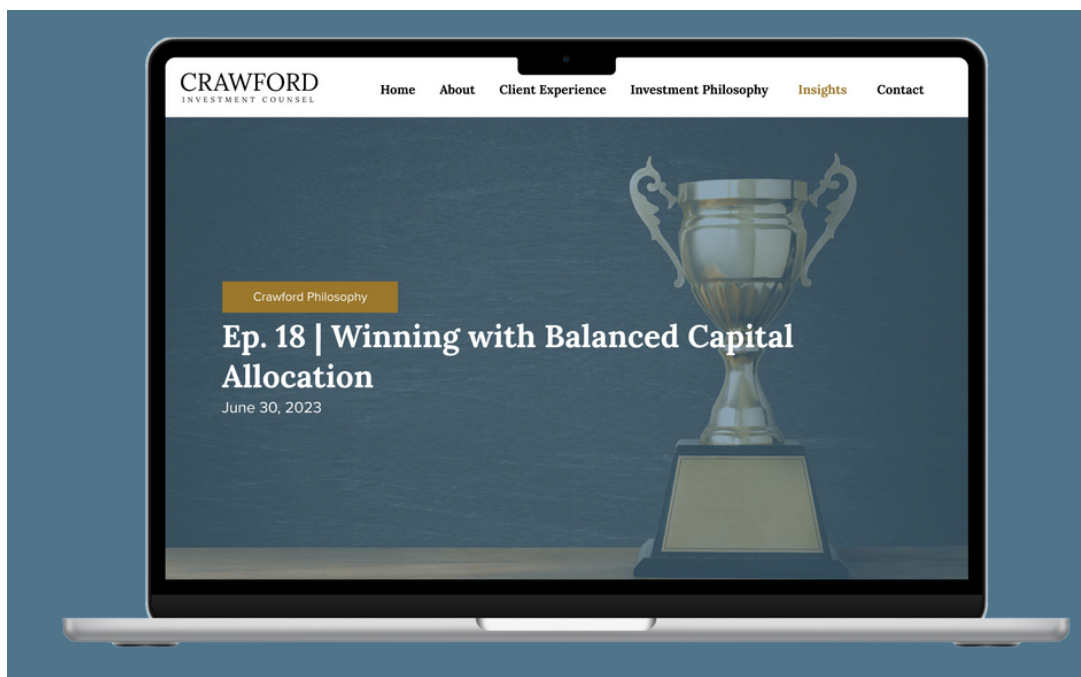 CRAWFORD
INVESTMENT COUNSEL
Home About Client Experience Investment Philosophy Insights Contact
Crawford Philosophy
Ep. 18 | Winning with Balanced Capital
Allocation
June 30, 2023